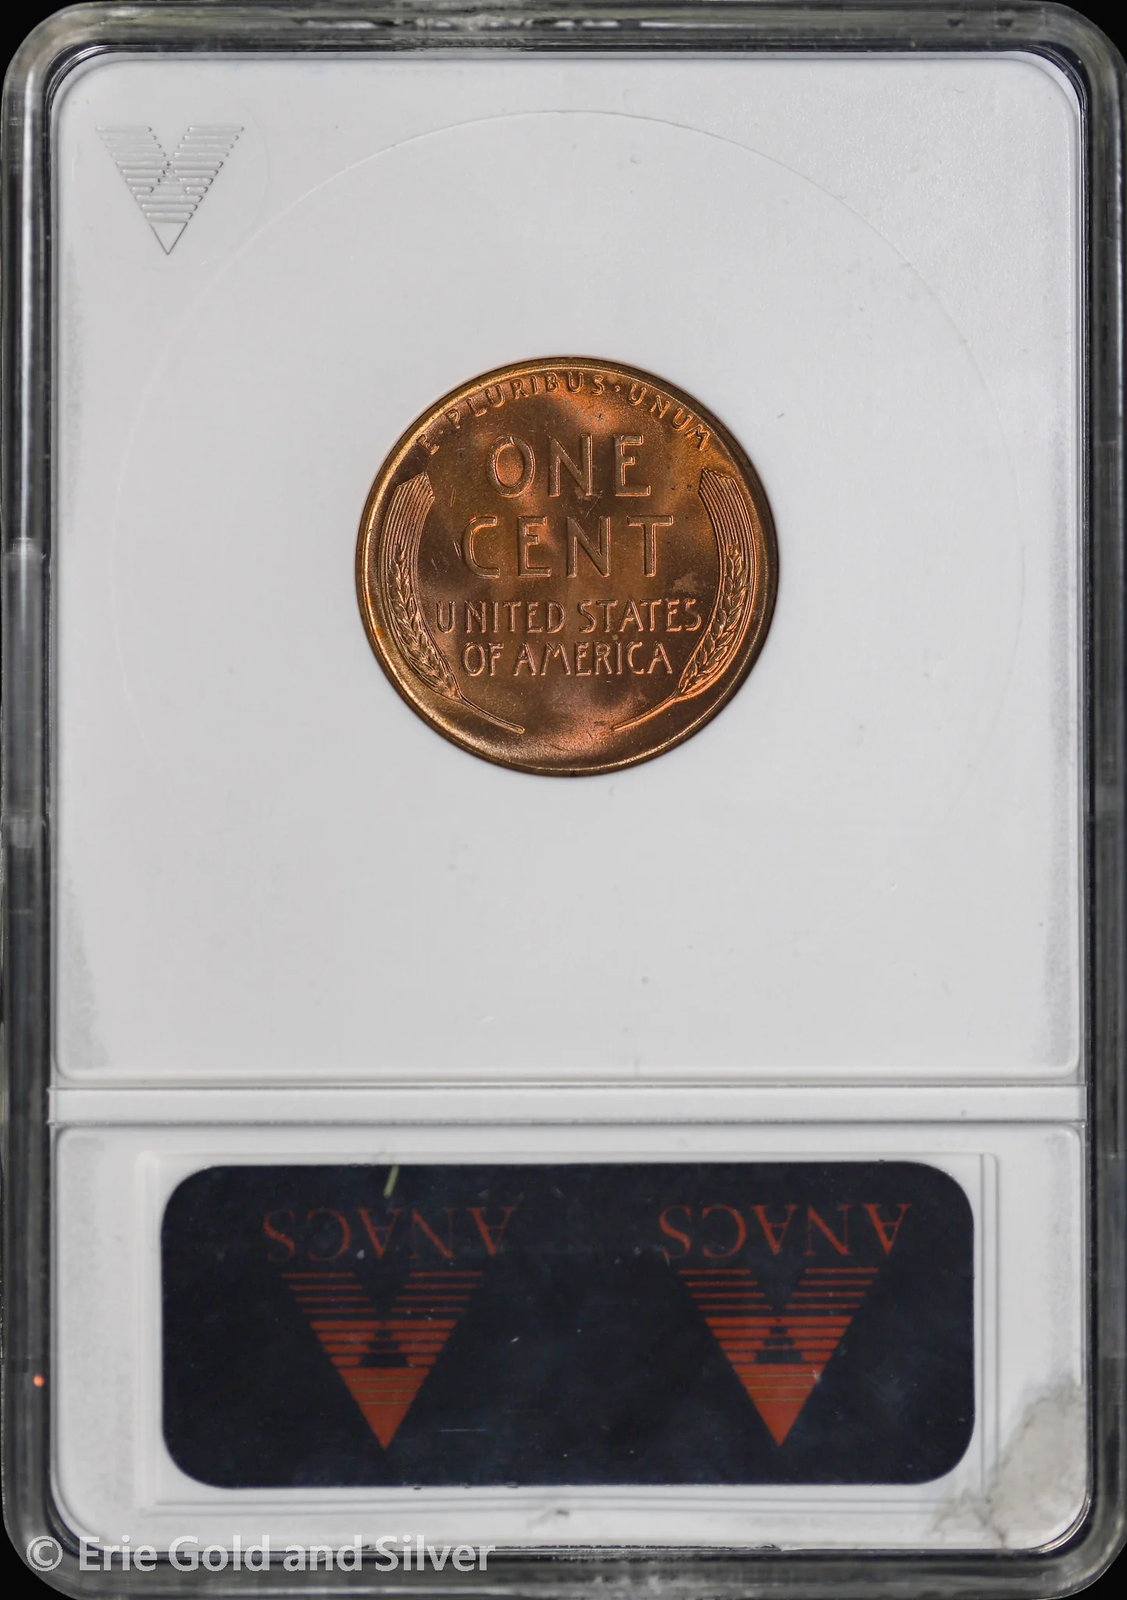 E·PLURIBUS·UNUM
ONE
CENT
UNITED STATES
OF AMERICA
ANACS ANACS
© Erie Gold and Silver